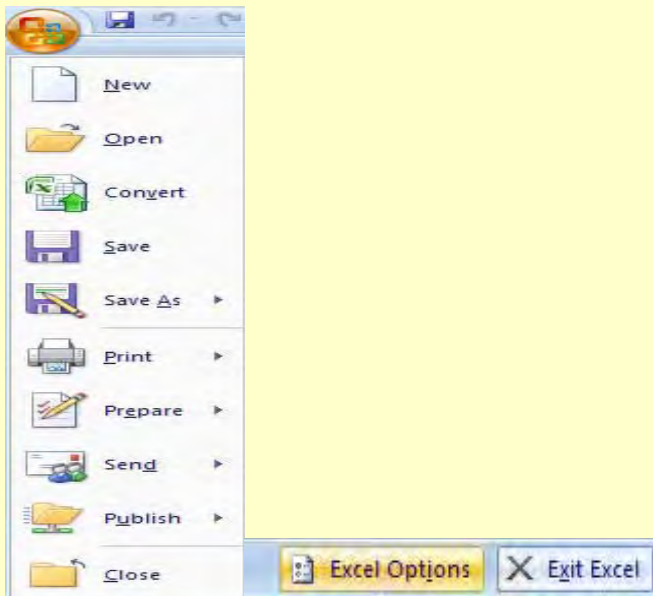 New
Open
Convert
Save
Save As
Print
Prepare
Send
Publish
Close
Excel Options
Exit Excel